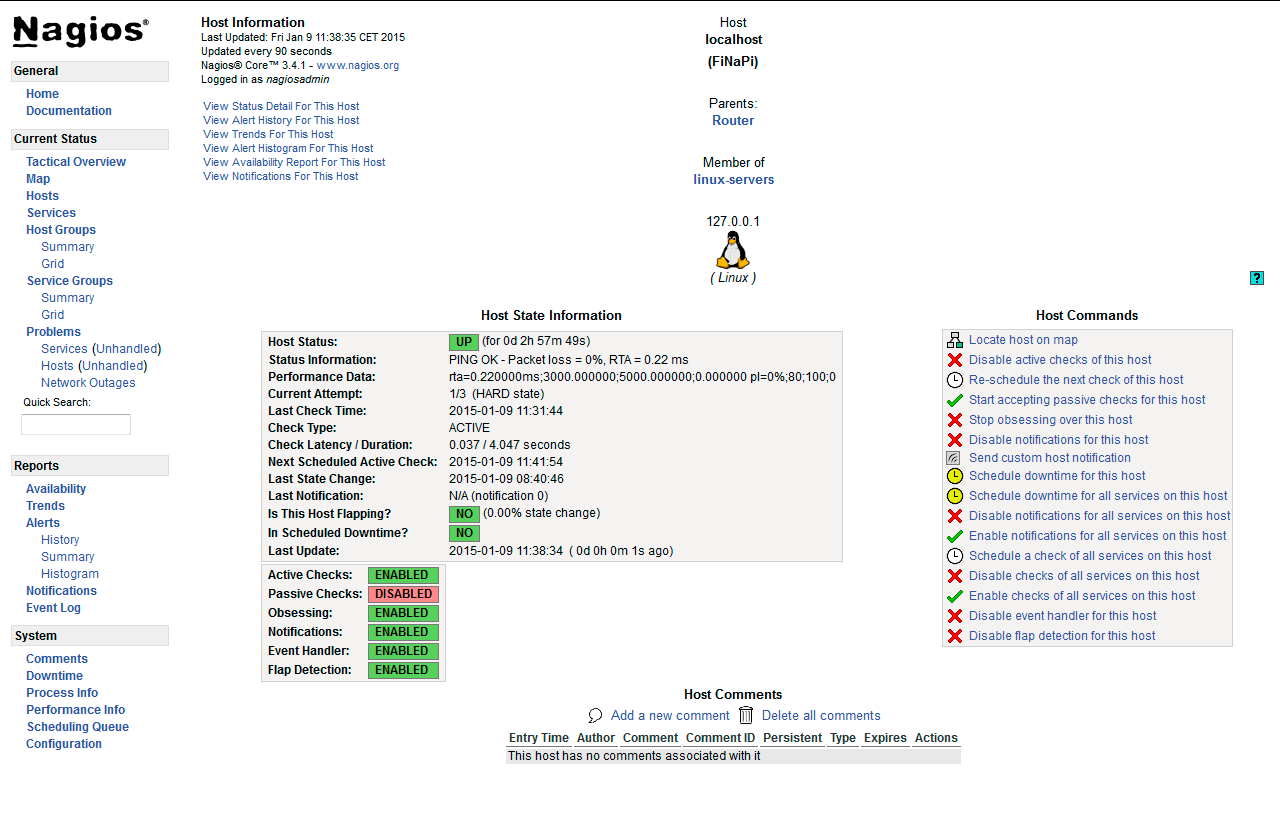 Nagios®
General
Home
Documentation
Current Status
Tactical Overview
Map
Hosts
Services
Host Groups
Summary
Grid
Service Groups
Summary
Grid
Problems
Services (Unhandled)
Hosts (Unhandled)
Network Outages
Quick Search:
Reports
Availability
Trends
Alerts
History
Summary
Histogram
Notifications
Event Log
System
Comments
Downtime
Process Info
Performance Info
Scheduling Queue
Configuration
Host Information
Last Updated: Fri Jan 9 11:38:35 CET 2015
Updated every 90 seconds
Nagios® Core™ 3.4.1 - www.nagios.org
Logged in as nagiosadmin
View Status Detail For This Host
View Alert History For This Host
View Trends For This Host
View Alert Histogram For This Host
View Availability Report For This Host
View Notifications For This Host
Host
localhost
(FiNaPi)
Parents:
Router
Member of
linux-servers
127.0.0.1
( Linux )
?
Host State Information
Host Status: UP (for 0d 2h 57m 49s)
Status Information: PING OK - Packet loss = 0%, RTA = 0.22 ms
Performance Data: rta=0.220000ms;3000.000000;5000.000000;0.000000 pl=0%;80;100;0
Current Attempt: 1/3 (HARD state)
Last Check Time: 2015-01-09 11:31:44
Check Type: ACTIVE
Check Latency / Duration: 0.037 / 4.047 seconds
Next Scheduled Active Check: 2015-01-09 11:41:54
Last State Change: 2015-01-09 08:40:46
Last Notification: N/A (notification 0)
Is This Host Flapping? NO (0.00% state change)
In Scheduled Downtime? NO
Last Update: 2015-01-09 11:38:34 ( 0d 0h 0m 1s ago)
Active Checks: ENABLED
Passive Checks: DISABLED
Obsessing: ENABLED
Notifications: ENABLED
Event Handler: ENABLED
Flap Detection: ENABLED
Host Commands
Locate host on map
Disable active checks of this host
Re-schedule the next check of this host
Start accepting passive checks for this host
Stop obsessing over this host
Disable notifications for this host
Send custom host notification
Schedule downtime for this host
Schedule downtime for all services on this host
Disable notifications for all services on this host
Enable notifications for all services on this host
Schedule a check of all services on this host
Disable checks of all services on this host
Enable checks of all services on this host
Disable event handler for this host
Disable flap detection for this host
Host Comments
Add a new comment Delete all comments
Entry Time Author Comment Comment ID Persistent Type Expires Actions
This host has no comments associated with it